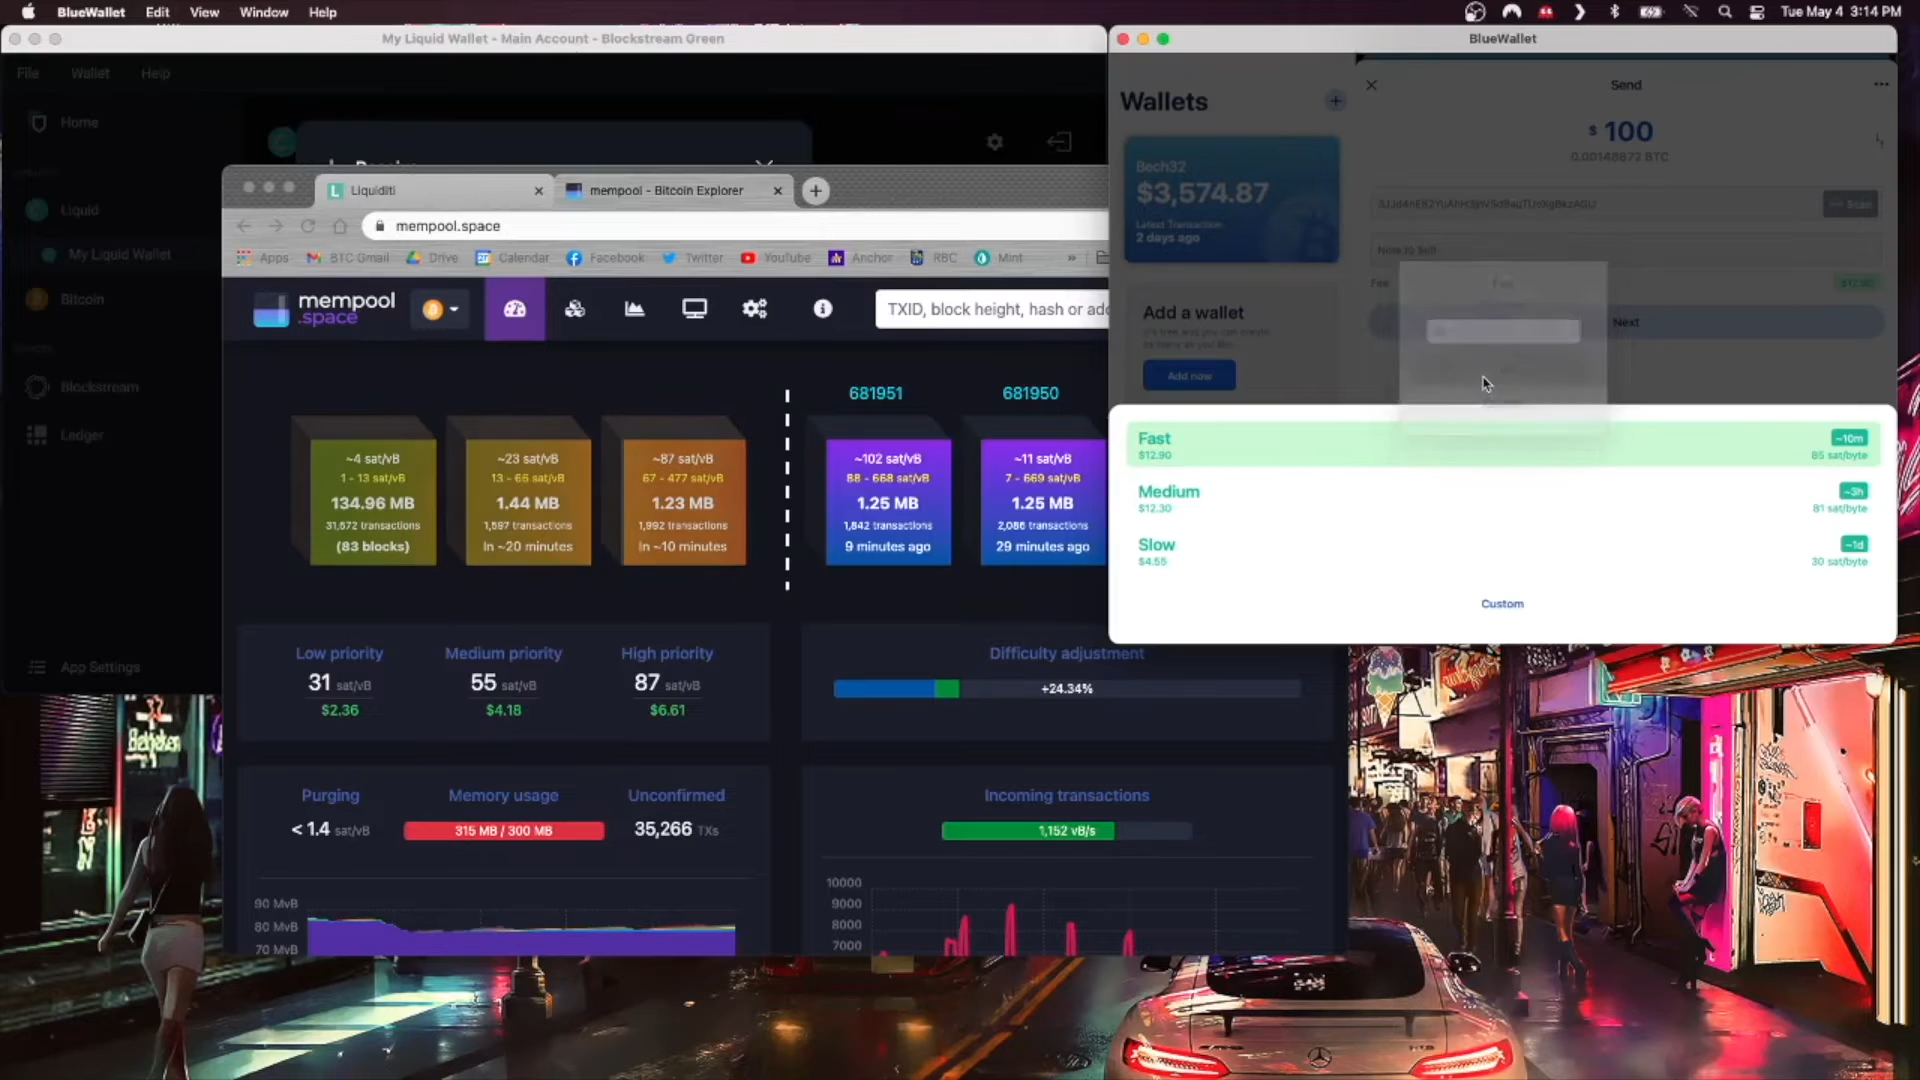 BlueWallet Edit View Window Help
Tue May 4 3:14 PM
My Liquid Wallet - Main Account - Blockstream Green
File Wallet Help
Home
Liquid
My Liquid Wallet
Bitcoin
Blockstream
Ledger
App Settings
Liquiditi
mempool - Bitcoin Explorer
mempool.space
Apps
BTC Gmail
Drive
Calendar
Facebook
Twitter
YouTube
Anchor
RBC
Mint
»
mempool
.space
TXID, block height, hash or add
681951
681950
~4 sat/vB
1 - 13 sat/vB
134.96 MB
31,672 transactions
(83 blocks)
~23 sat/vB
13 - 66 sat/vB
1.44 MB
1,597 transactions
In ~20 minutes
~87 sat/vB
67 - 477 sat/vB
1.23 MB
1,992 transactions
In ~10 minutes
~102 sat/vB
88 - 668 sat/vB
1.25 MB
1,842 transactions
9 minutes ago
~11 sat/vB
7 - 669 sat/vB
1.25 MB
2,086 transactions
29 minutes ago
Low priority
31 sat/vB
$2.36
Medium priority
55 sat/vB
$4.18
High priority
87 sat/vB
$6.61
Difficulty adjustment
+24.34%
Purging
< 1.4 sat/vB
Memory usage
315 MB / 300 MB
Unconfirmed
35,266 TXs
Incoming transactions
1,152 vB/s
90 MvB
80 MvB
70 MvB
10000
9000
8000
7000
BlueWallet
Wallets
Bech32
$3,574.87
Latest Transaction:
2 days ago
Add a wallet
Add now
Send
$ 100
0.00148872 BTC
Scan
Note to Self
Fee
$12.90
Next
Fast
$12.90
~10m
85 sat/byte
Medium
$12.30
~3h
81 sat/byte
Slow
$4.55
~1d
30 sat/byte
Custom